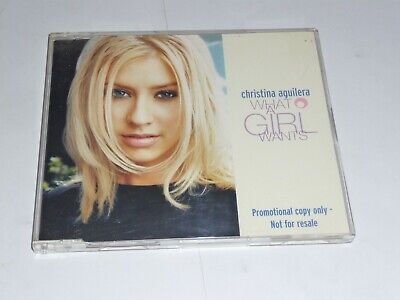 christina aguilera
WHAT
A
GIRL
WANTS
Promotional copy only -
Not for resale